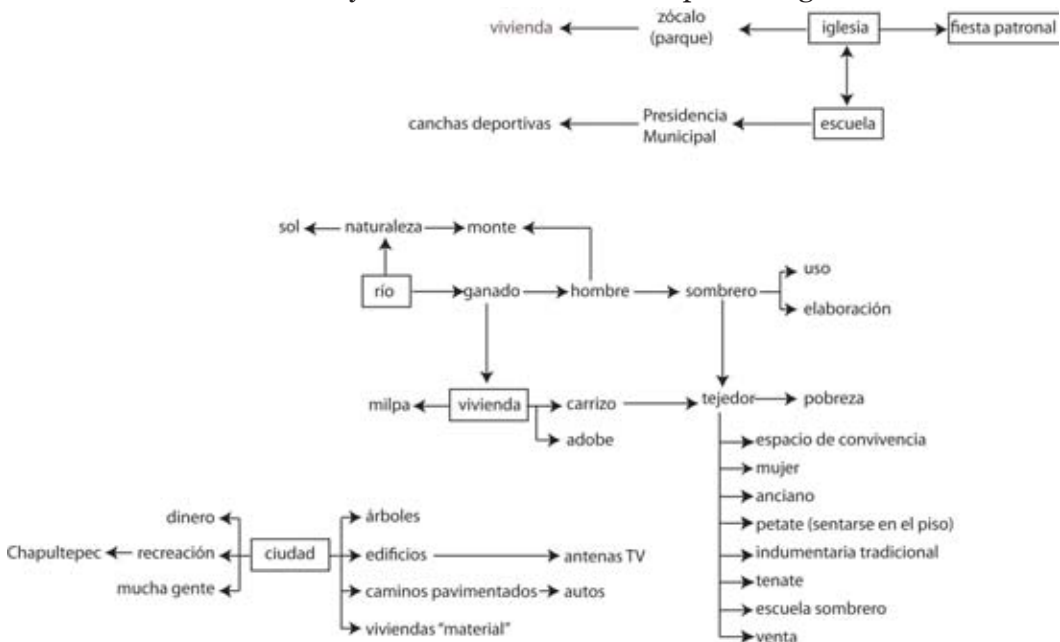 vivienda
zócalo
(parque)
iglesia
fiesta patronal
canchas deportivas
Presidencia
Municipal
escuela
sol
naturaleza
monte
río
ganado
hombre
sombrero
uso
elaboración
milpa
vivienda
carrizo
adobe
tejedor
pobreza
espacio de convivencia
mujer
anciano
petate (sentarse en el piso)
indumentaria tradicional
tenate
escuela sombrero
venta
dinero
Chapultepec
recreación
mucha gente
ciudad
árboles
edificios
antenas TV
caminos pavimentados
autos
viviendas "material"